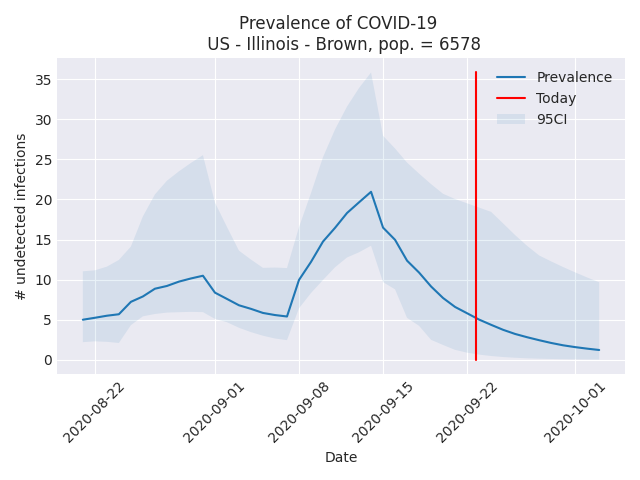 Prevalence of COVID-19
US - Illinois - Brown, pop. = 6578
# undetected infections
35
30
25
20
15
10
5
0
Prevalence
Today
95CI
2020-08-22
2020-09-01
2020-09-08
2020-09-15
2020-09-22
2020-10-01
Date